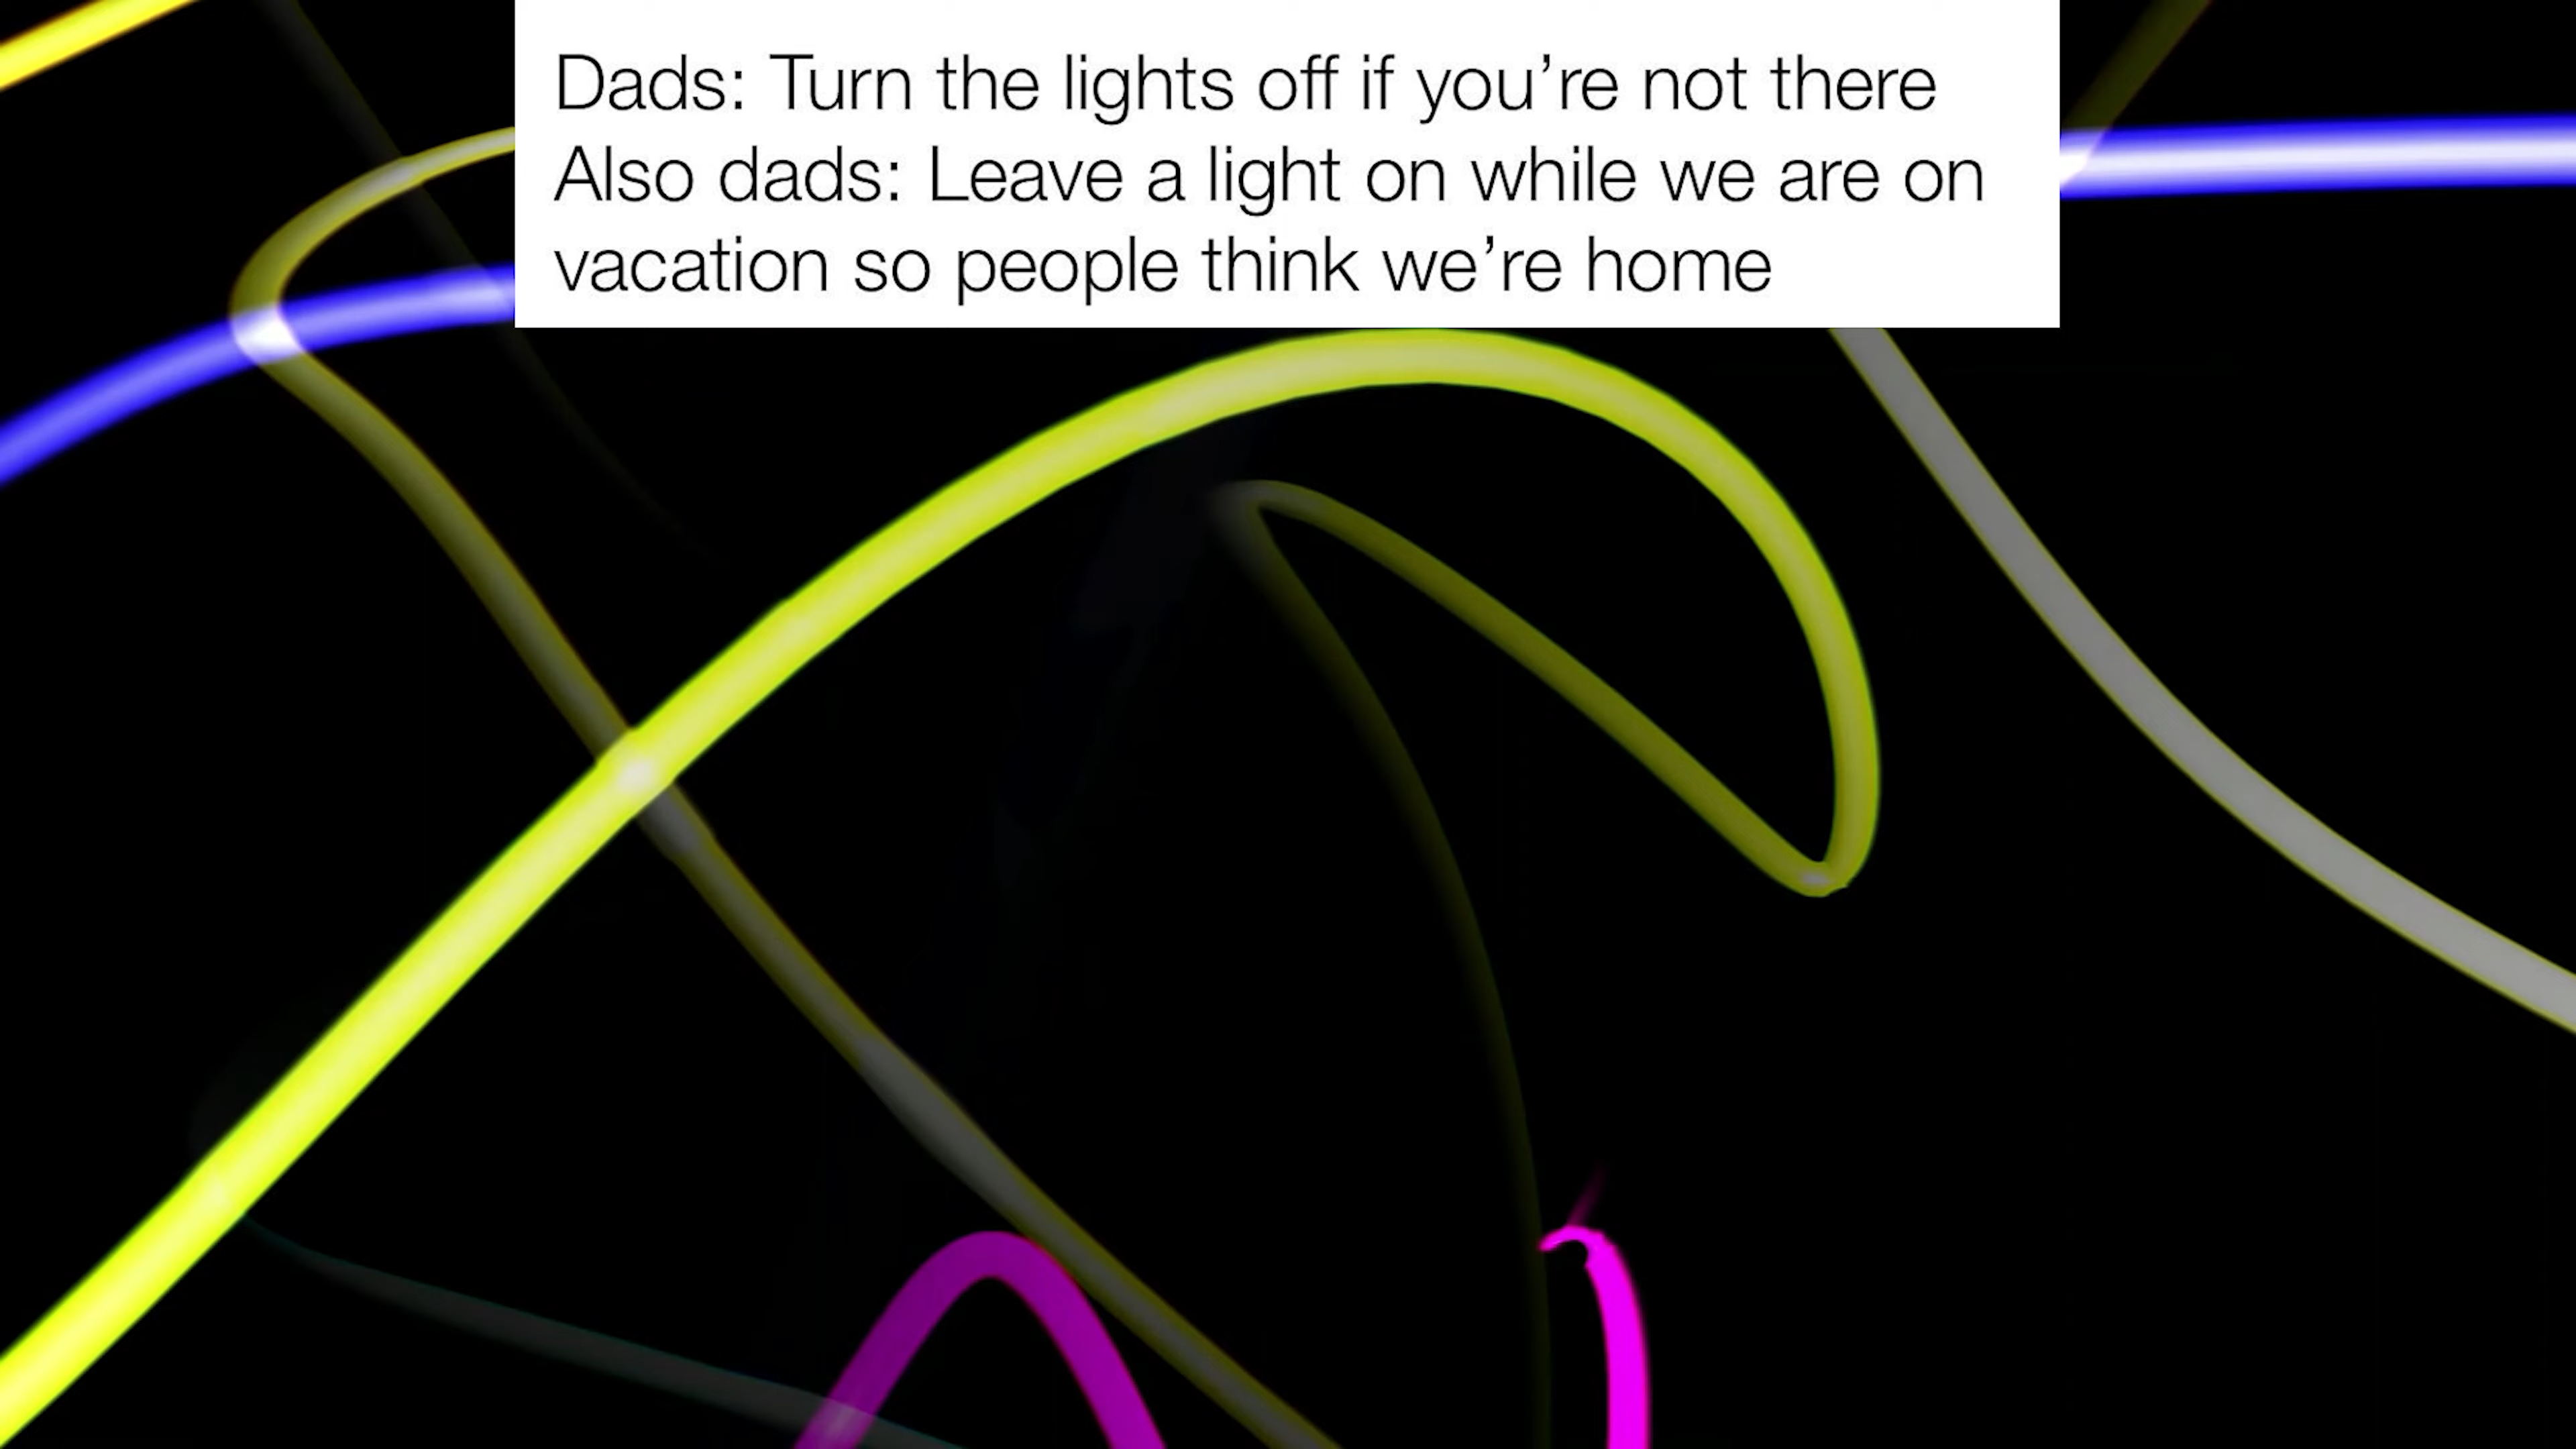 Dads: Turn the lights off if you’re not there
Also dads: Leave a light on while we are on
vacation so people think we’re home